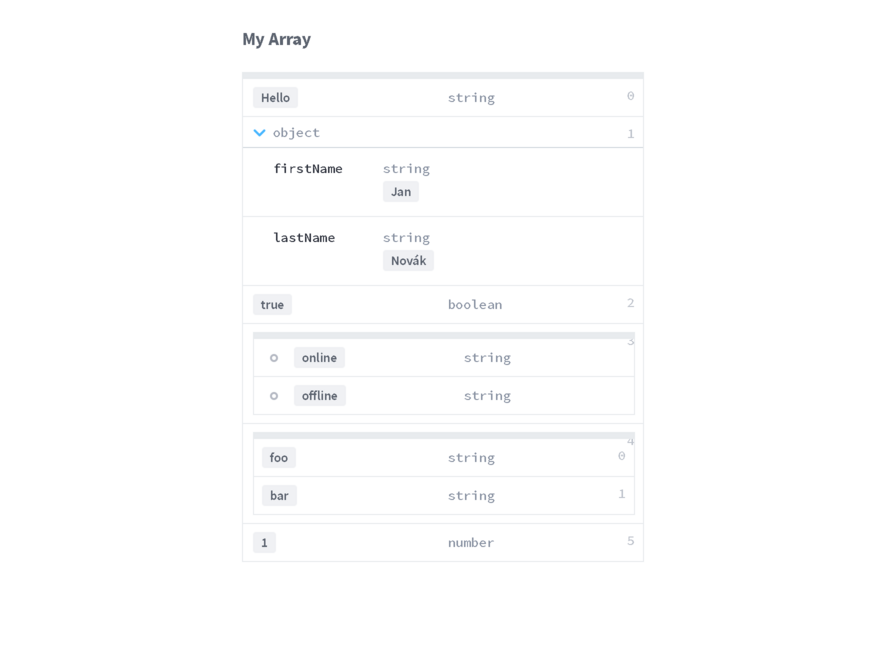 My Array
Hello string 0
object 1
firstName string
Jan
lastName string
Novák
true boolean 2
3
online string
offline string
4
foo string 0
bar string 1
1 number 5